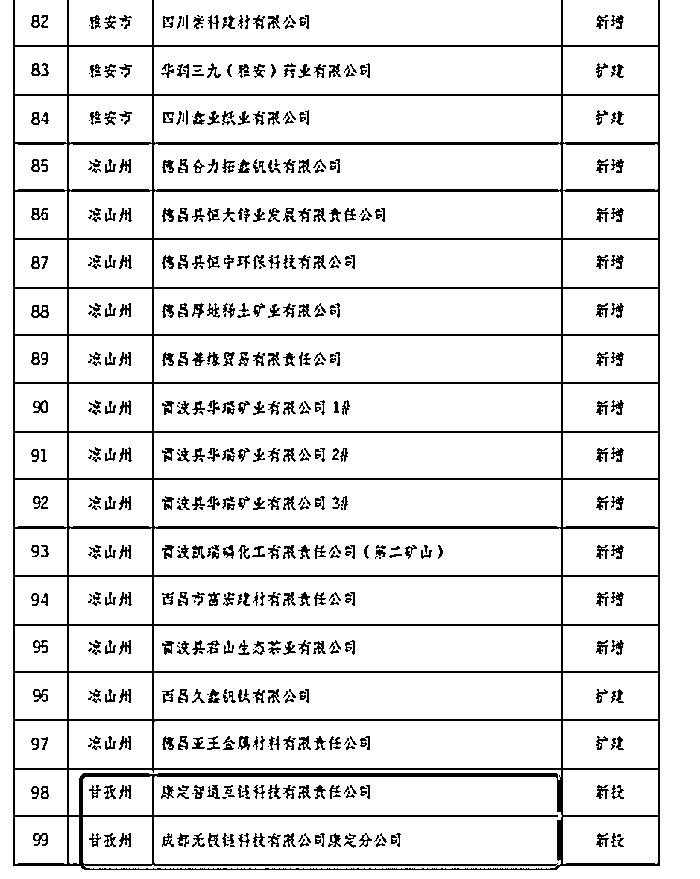 82 雅安市 四川崇科建材有限公司 新增
83 雅安市 华润三九（雅安）药业有限公司 扩建
84 雅安市 四川鑫业纸业有限公司 扩建
85 凉山州 德昌合力拓鑫钒钛有限公司 新增
86 凉山州 德昌县恒大锌业发展有限责任公司 新增
87 凉山州 德昌县恒中环保科技有限公司 新增
88 凉山州 德昌厚地稀土矿业有限公司 新增
89 凉山州 德昌善缘贸易有限责任公司 新增
90 凉山州 雷波县华瑞矿业有限公司 1# 新增
91 凉山州 雷波县华瑞矿业有限公司 2# 新增
92 凉山州 雷波县华瑞矿业有限公司 3# 新增
93 凉山州 雷波凯瑞磷化工有限责任公司（第二矿山） 新增
94 凉山州 西昌市富宏建材有限责任公司 新增
95 凉山州 雷波县君山生态茶业有限公司 新增
96 凉山州 西昌久鑫钒钛有限公司 扩建
97 凉山州 德昌亚王金属材料有限责任公司 扩建
98 甘孜州 康定智通互链科技有限责任公司 新投
99 甘孜州 成都无极链科技有限公司康定分公司 新投